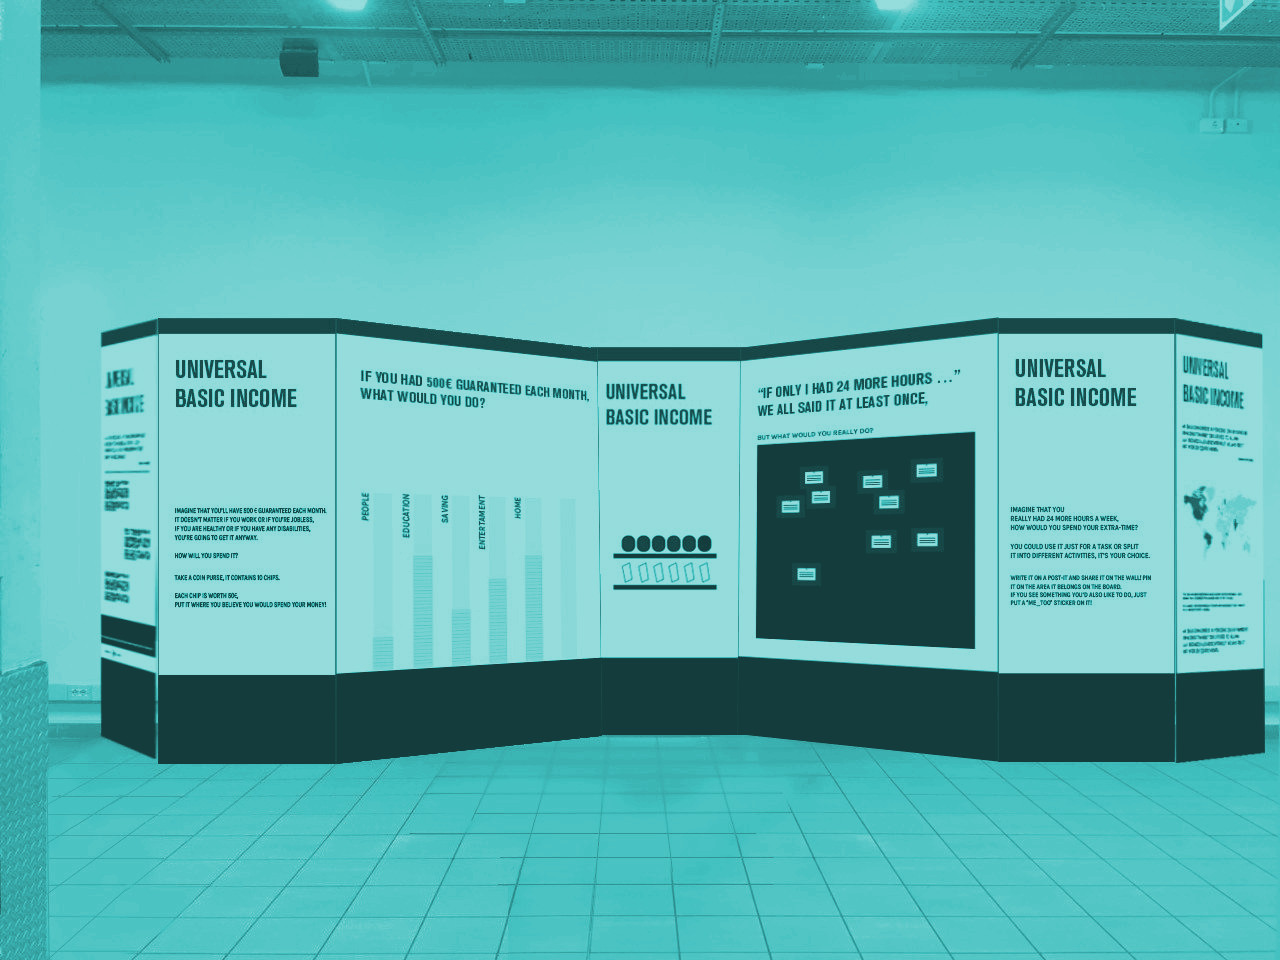 UNIVERSAL
BASIC INCOME
IMAGINE THAT YOU'LL HAVE 500 € GUARANTEED EACH MONTH.
IT DOESN'T MATTER IF YOU WORK OR IF YOU'RE JOBLESS,
IF YOU ARE HEALTHY OR IF YOU HAVE ANY DISABILITIES,
YOU'RE GOING TO GET IT ANYWAY.
HOW WILL YOU SPEND IT?
TAKE A COIN PURSE, IT CONTAINS 10 CHIPS.
EACH CHIP IS WORTH 50€,
PUT IT WHERE YOU BELIEVE YOU WOULD SPEND YOUR MONEY!
IF YOU HAD 500€ GUARANTEED EACH MONTH,
WHAT WOULD YOU DO?
PEOPLE
EDUCATION
SAVING
ENTERTAMENT
HOME
UNIVERSAL
BASIC INCOME
“IF ONLY I HAD 24 MORE HOURS . . .”
WE ALL SAID IT AT LEAST ONCE,
BUT WHAT WOULD YOU REALLY DO?
UNIVERSAL
BASIC INCOME
IMAGINE THAT YOU
REALLY HAD 24 MORE HOURS A WEEK,
HOW WOULD YOU SPEND YOUR EXTRA-TIME?
YOU COULD USE IT JUST FOR A TASK OR SPLIT
IT INTO DIFFERENT ACTIVITIES, IT'S YOUR CHOICE.
WRITE IT ON A POST-IT AND SHARE IT ON THE WALL! PIN
IT ON THE AREA IT BELONGS ON THE BOARD.
IF YOU SEE SOMETHING YOU'D ALSO LIKE TO DO, JUST
PUT A "ME_TOO" STICKER ON IT!
UNIVERSAL
BASIC INCOME